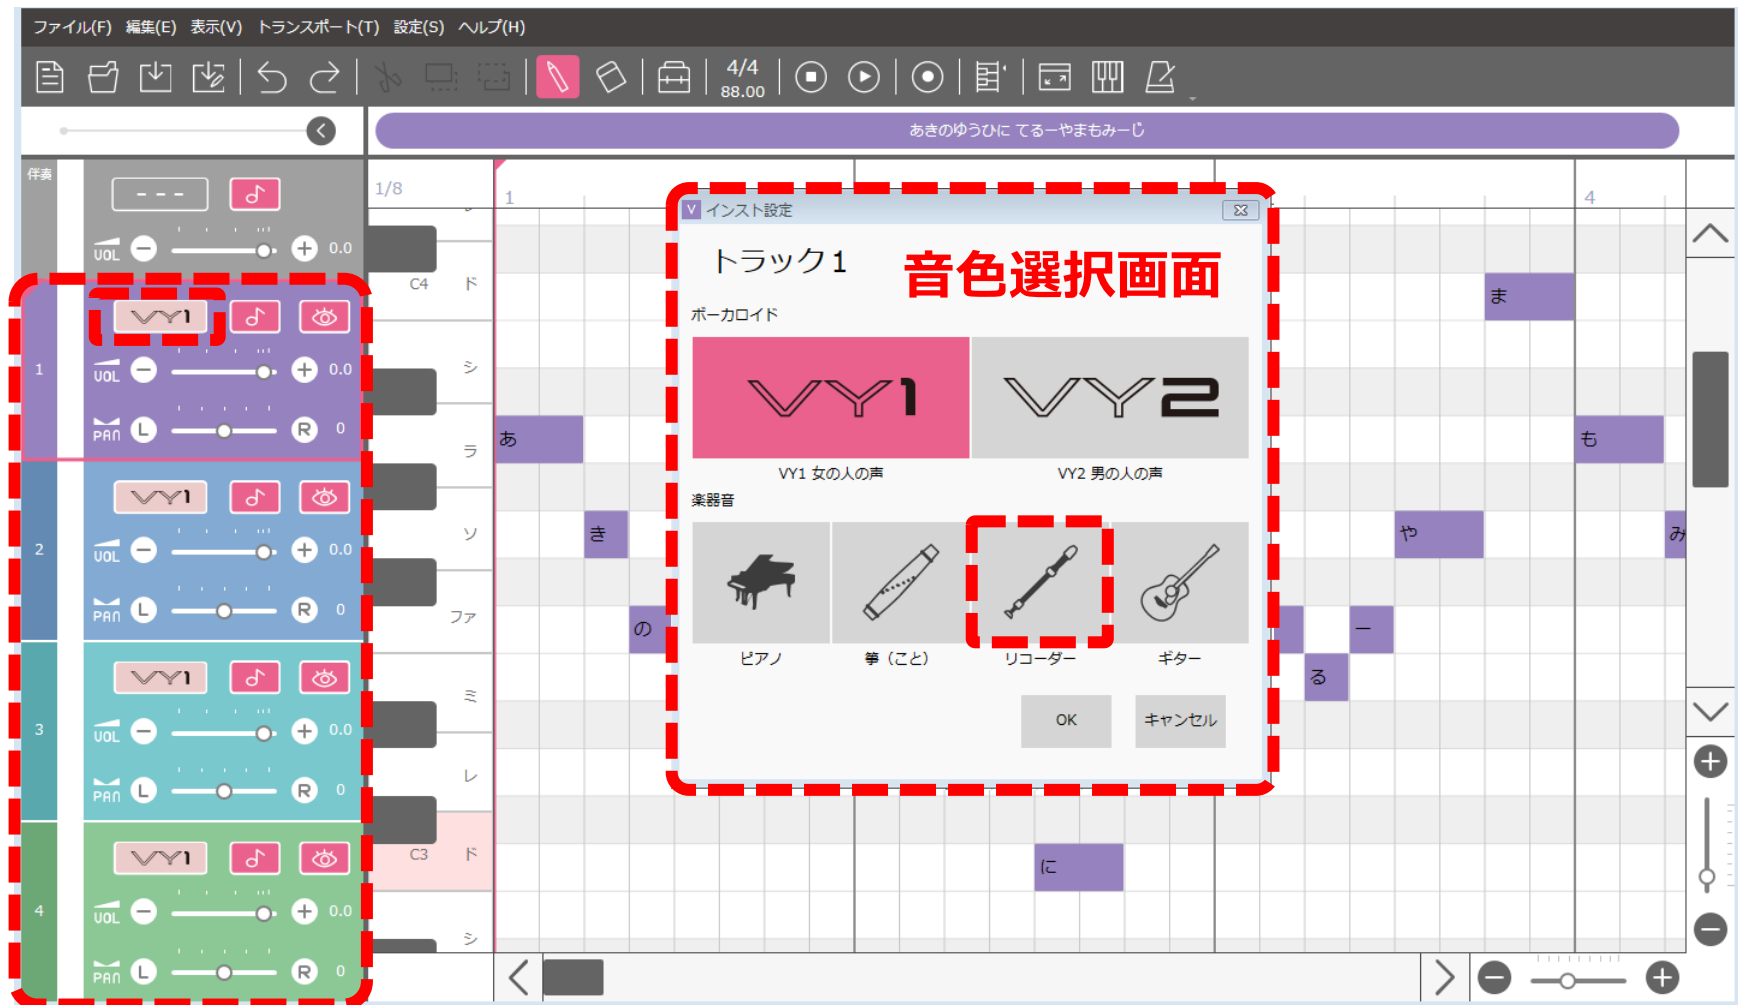 ファイル(F) 編集(E) 表示(V) トランスポート(T) 設定(S) ヘルプ(H)
4/4
88.00
あきのゆうひに てるーやまもみーじ
伴奏
---
VOL
0.0
1
VY1
VOL
0.0
PAN L R 0
2
VY1
VOL
0.0
PAN L R 0
3
VY1
VOL
0.0
PAN L R 0
4
VY1
VOL
0.0
PAN L R 0
1/8
1
4
C4 ド
シ
ラ
ソ
ファ
ミ
レ
C3 ド
シ
あ
き
の
に
る
ー
や
ま
も
み
V インスト設定
トラック1
音色選択画面
ボーカロイド
VY1
VY2
VY1 女の人の声
VY2 男の人の声
楽器音
ピアノ
箏（こと）
リコーダー
ギター
OK
キャンセル